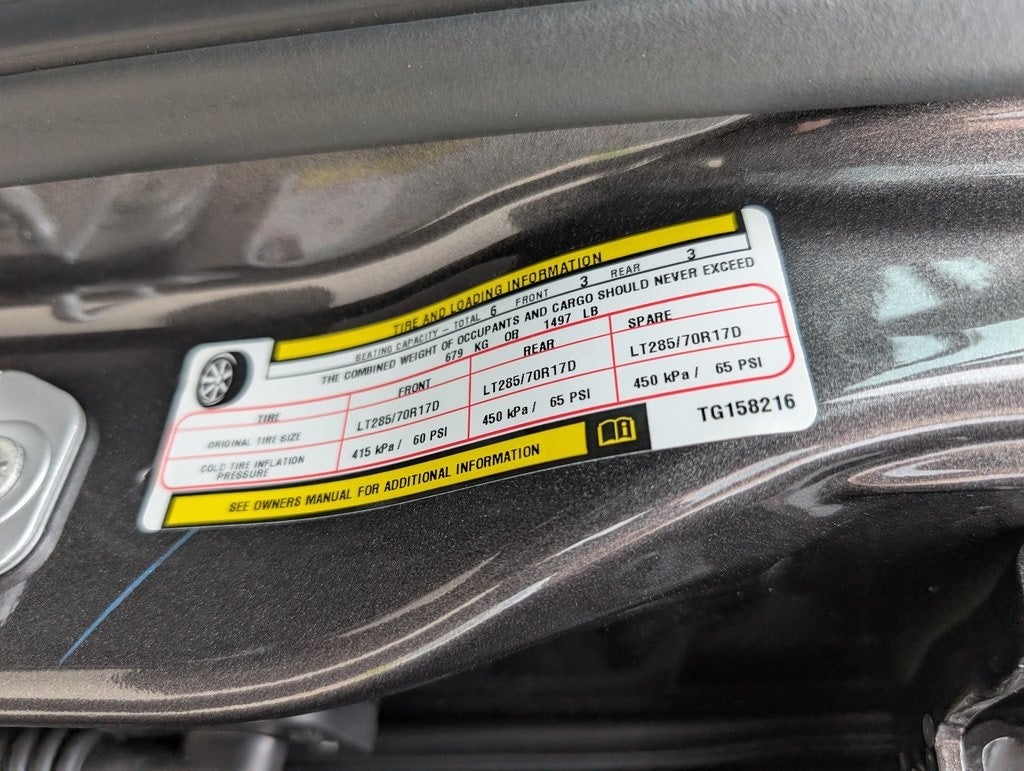 TIRE AND LOADING INFORMATION
SEATING CAPACITY - TOTAL 6 FRONT 3 REAR 3
THE COMBINED WEIGHT OF OCCUPANTS AND CARGO SHOULD NEVER EXCEED
679 KG OR 1497 LB
TIRE FRONT REAR SPARE
ORIGINAL TIRE SIZE LT285/70R17D LT285/70R17D LT285/70R17D
COLD TIRE INFLATION PRESSURE 415 kPa / 60 PSI 450 kPa / 65 PSI 450 kPa / 65 PSI
SEE OWNERS MANUAL FOR ADDITIONAL INFORMATION
TG158216